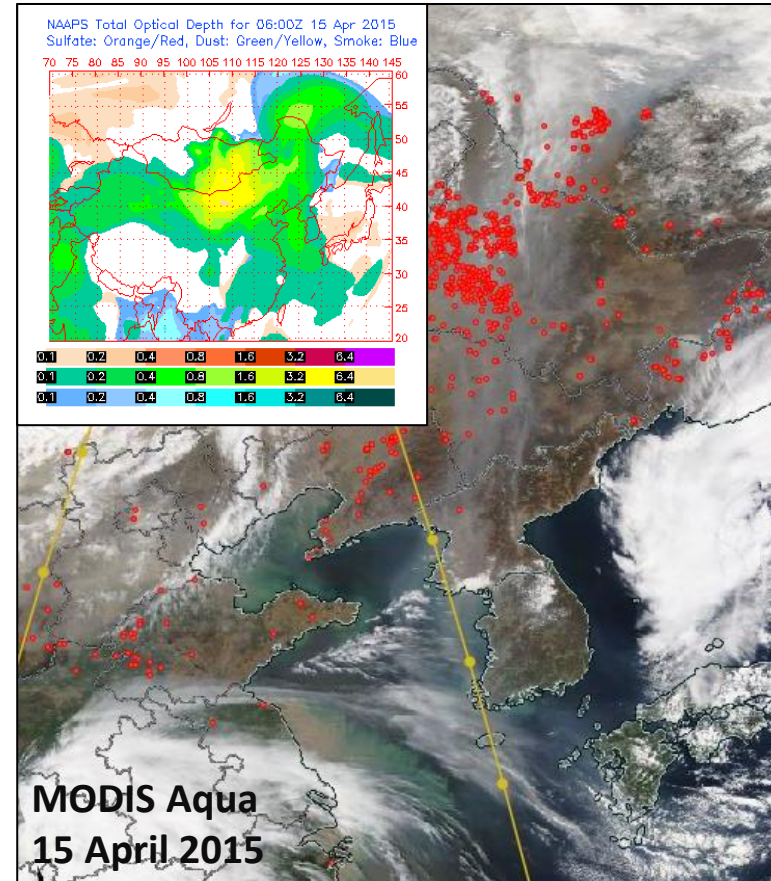 NAAPS Total Optical Depth for 06:00Z 15 Apr 2015
Sulfate: Orange/Red, Dust: Green/Yellow, Smoke: Blue
70 75 80 85 90 95 100 105 110 115 120 125 130 135 140 145
60
55
50
45
40
35
30
25
20
0.1 0.2 0.4 0.8 1.6 3.2 6.4
0.1 0.2 0.4 0.8 1.6 3.2 6.4
0.1 0.2 0.4 0.8 1.6 3.2 6.4
MODIS Aqua
15 April 2015